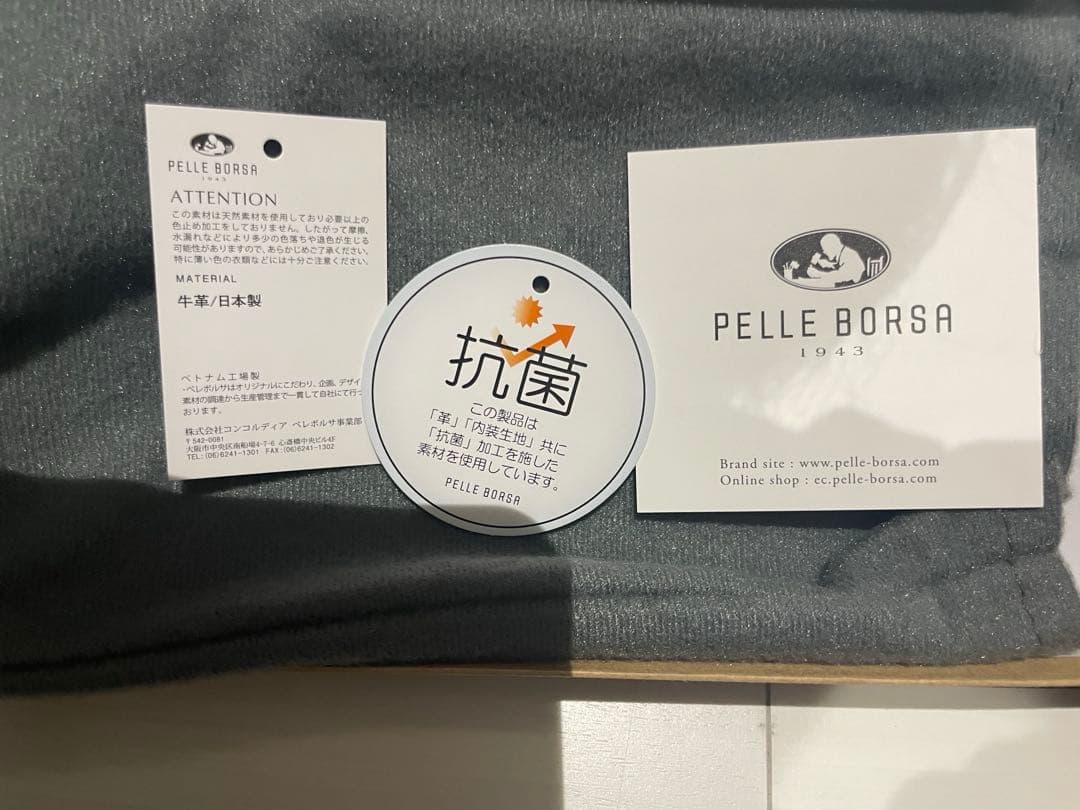 PELLE BORSA
1943
ATTENTION
この素材は天然素材を使用しており必要以上の
色止め加工をしておりません。したがって摩擦、
水漏れなどにより多少の色落ちや退色が生じる
可能性がありますので、あらかじめご了承ください。
特に薄い色の衣類などには十分ご注意ください。
MATERIAL
牛革/日本製
ベトナム工場製
-ペレボルサはオリジナルにこだわり、企画、デザイ
素材の調達から生産管理まで一貫して自社にて行っ
おります。
株式会社コンコルディア ペレボルサ事業部
〒542-0081
大阪市中央区南船場4-7-6 心斎橋中央ビル4F
TEL:(06)6241-1301 FAX:(06)6241-1302
抗菌
この製品は
「革」「内装生地」共に
「抗菌」加工を施した
素材を使用しています。
PELLE BORSA
PELLE BORSA
1943
Brand site : www.pelle-borsa.com
Online shop : ec.pelle-borsa.com